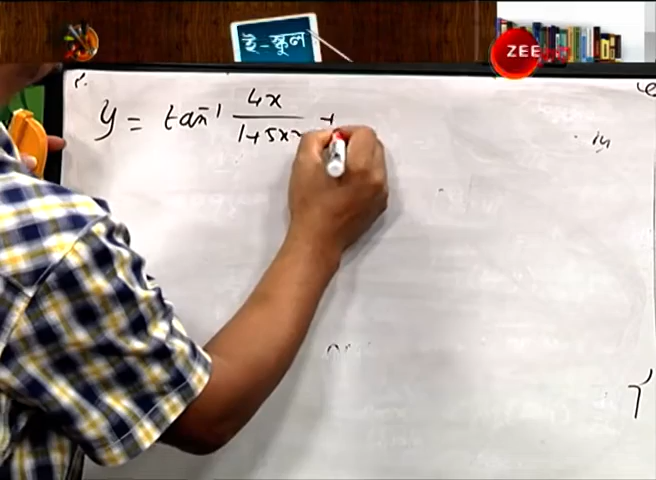 ই-স্কুল
ZEE
y = tan⁻¹ 4x
1+5x² +